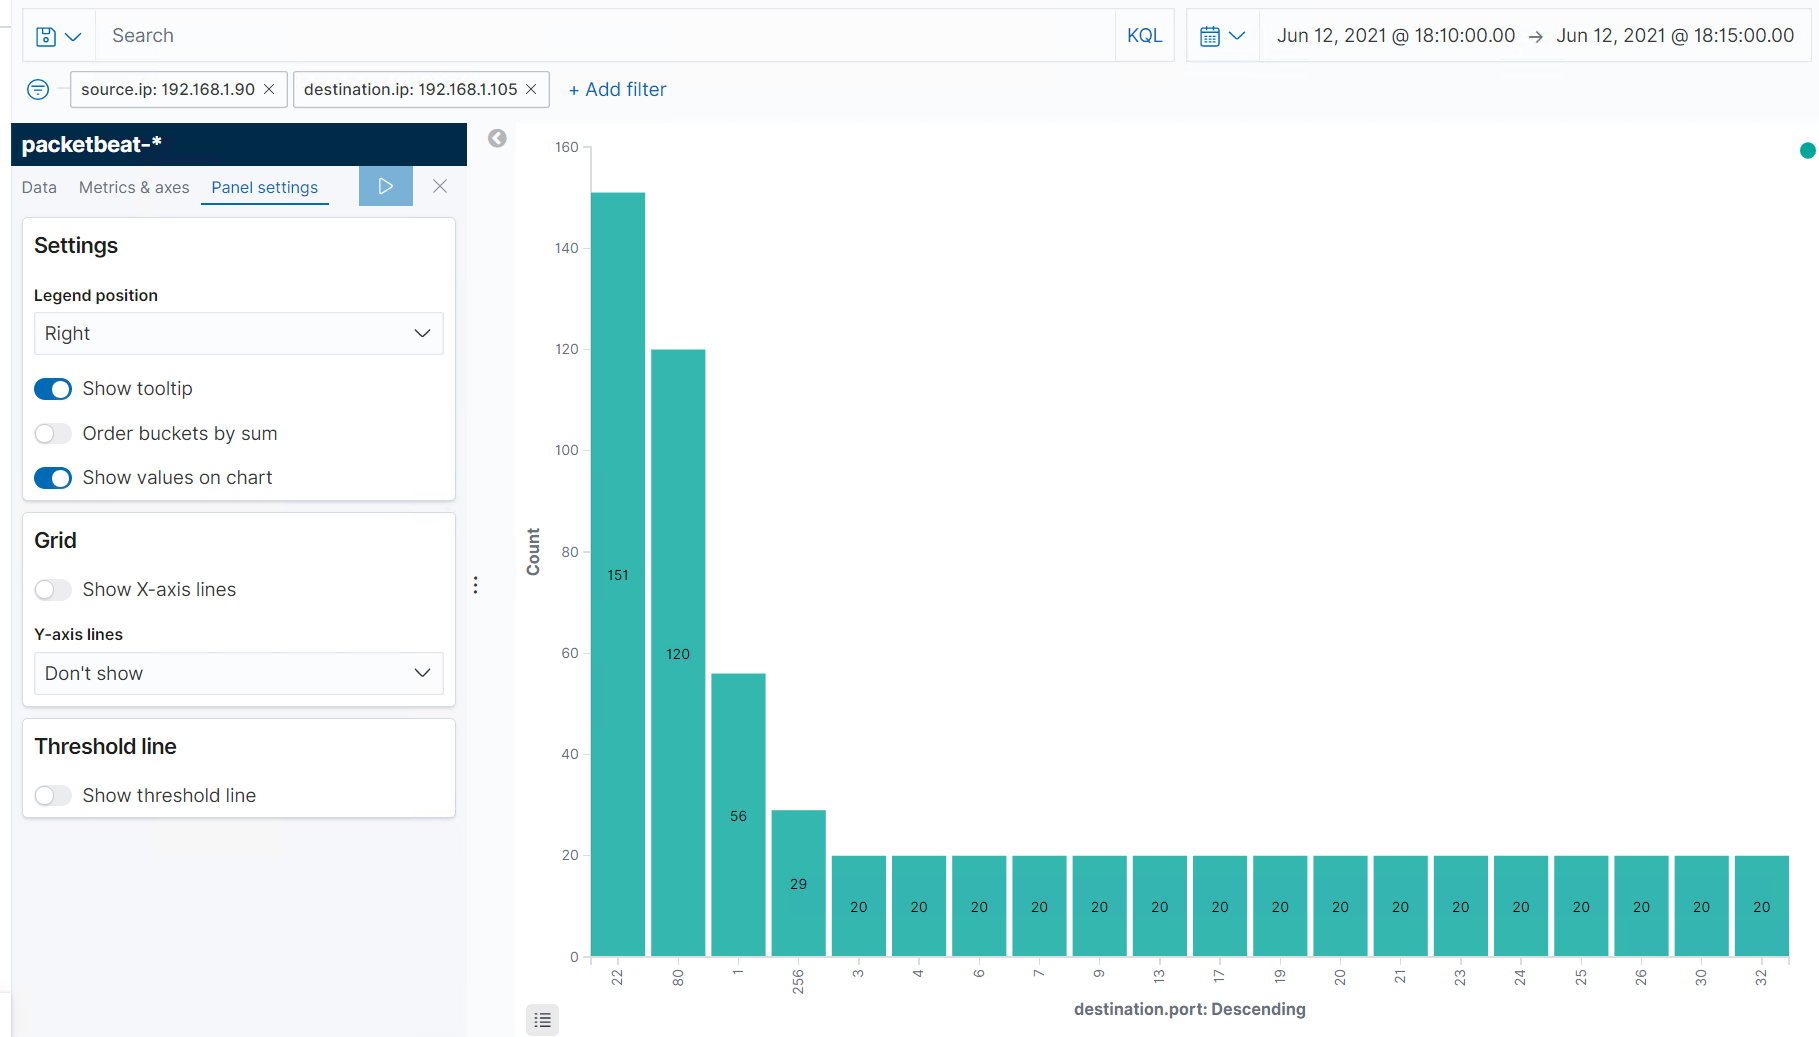 Search
KQL
Jun 12, 2021 @ 18:10:00.00 → Jun 12, 2021 @ 18:15:00.00
source.ip: 192.168.1.90 ×
destination.ip: 192.168.1.105 ×
+ Add filter
packetbeat-*
Data Metrics & axes Panel settings
Settings
Legend position
Right
Show tooltip
Order buckets by sum
Show values on chart
Grid
Show X-axis lines
Y-axis lines
Don't show
Threshold line
Show threshold line
Count
160
140
120
100
80
60
40
20
0
151 120 56 29 20 20 20 20 20 20 20 20 20 20 20 20 20 20 20 20
22 80 1 256 3 4 6 7 9 13 17 19 20 21 23 24 25 26 30 32
destination.port: Descending